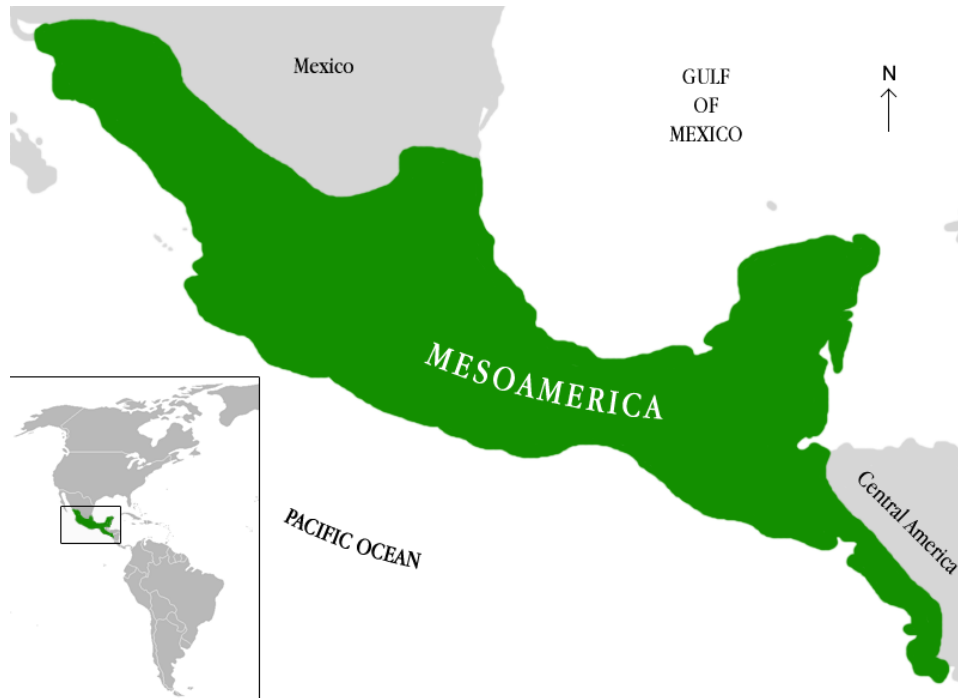 Mexico
GULF
OF
MEXICO
N
MESOAMERICA
Central America
PACIFIC OCEAN